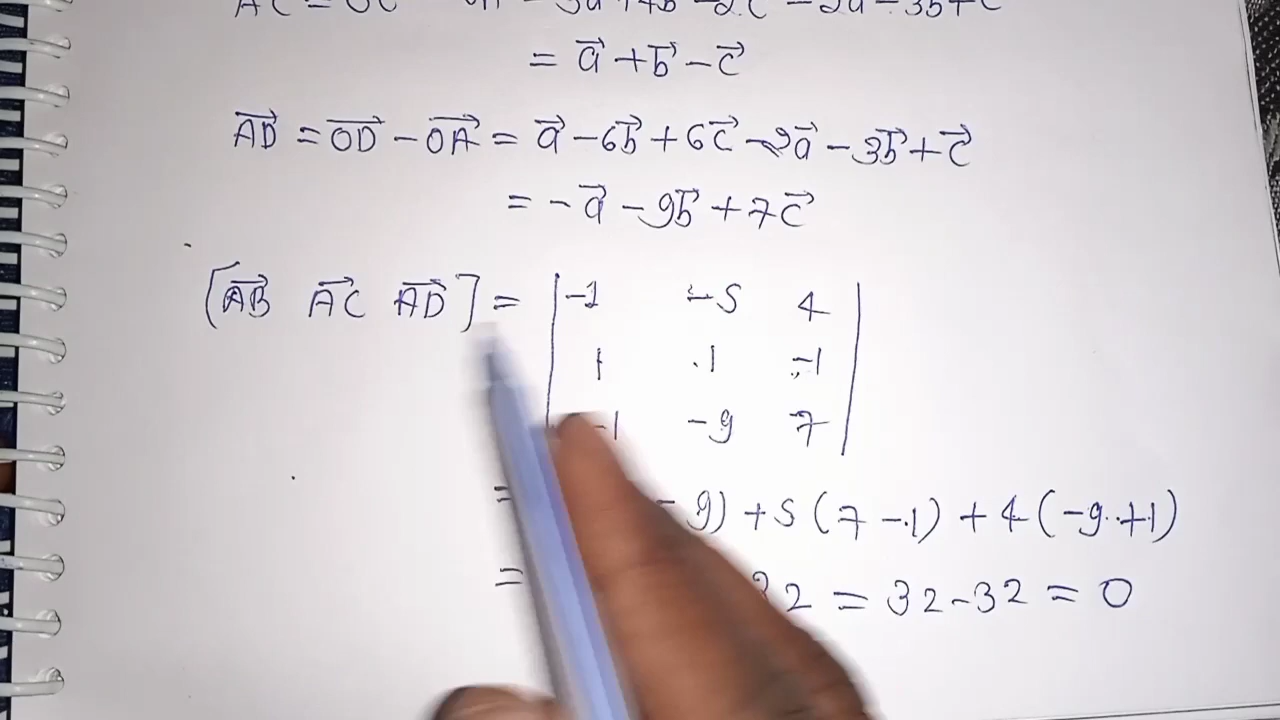 = a⃗ + b⃗ − c⃗
AD⃗ = OD⃗ − OA⃗ = a⃗ − 6b⃗ + 6c⃗ − 2a⃗ − 3b⃗ + c⃗
= −a⃗ − 9b⃗ + 7c⃗
[AB⃗ AC⃗ AD⃗] = | −1 −5 4 |
| 1 1 −1 |
| −1 −9 7 |
= 9) + 5(7 − 1) + 4(−9 + 1)
= 32 = 32 − 32 = 0